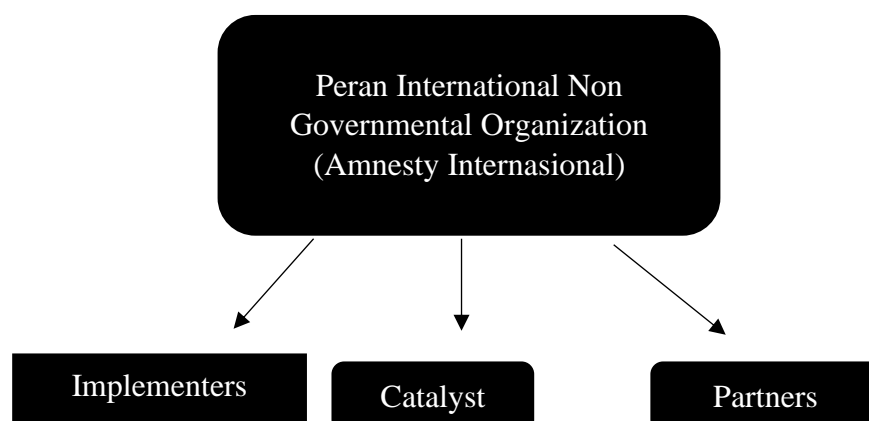 Peran International Non
Governmental Organization
(Amnesty Internasional)
Implementers
Catalyst
Partners